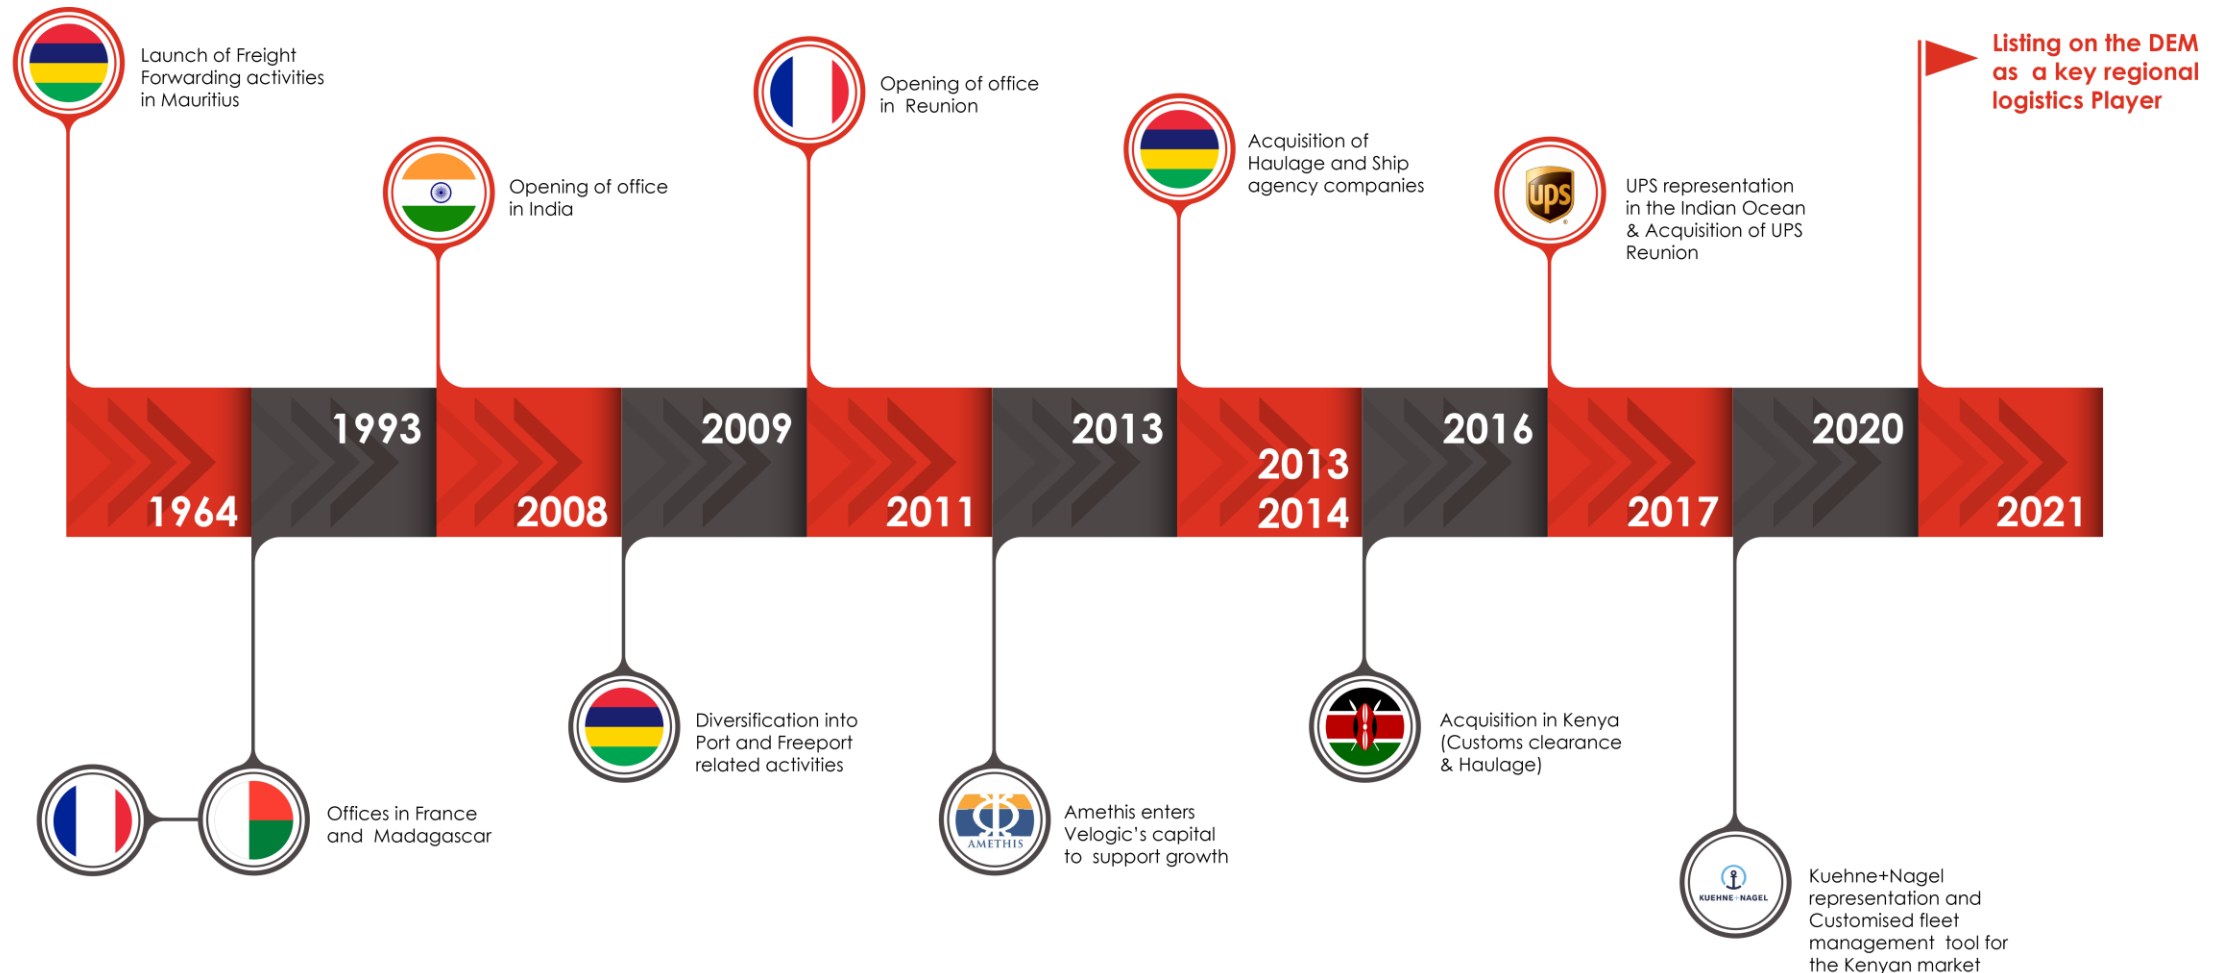 Launch of Freight
Forwarding activities
in Mauritius
1964
1993
Offices in France
and Madagascar
Opening of office
in India
2008
2009
Diversification into
Port and Freeport
related activities
Opening of office
in Reunion
2011
2013
AMETHIS
Amethis enters
Velogic's capital
to support growth
Acquisition of
Haulage and Ship
agency companies
2013
2014
2016
Acquisition in Kenya
(Customs clearance
& Haulage)
ups
UPS representation
in the Indian Ocean
& Acquisition of UPS
Reunion
2017
2020
KUEHNE+NAGEL
Kuehne+Nagel
representation and
Customised fleet
management tool for
the Kenyan market
Listing on the DEM
as a key regional
logistics Player
2021